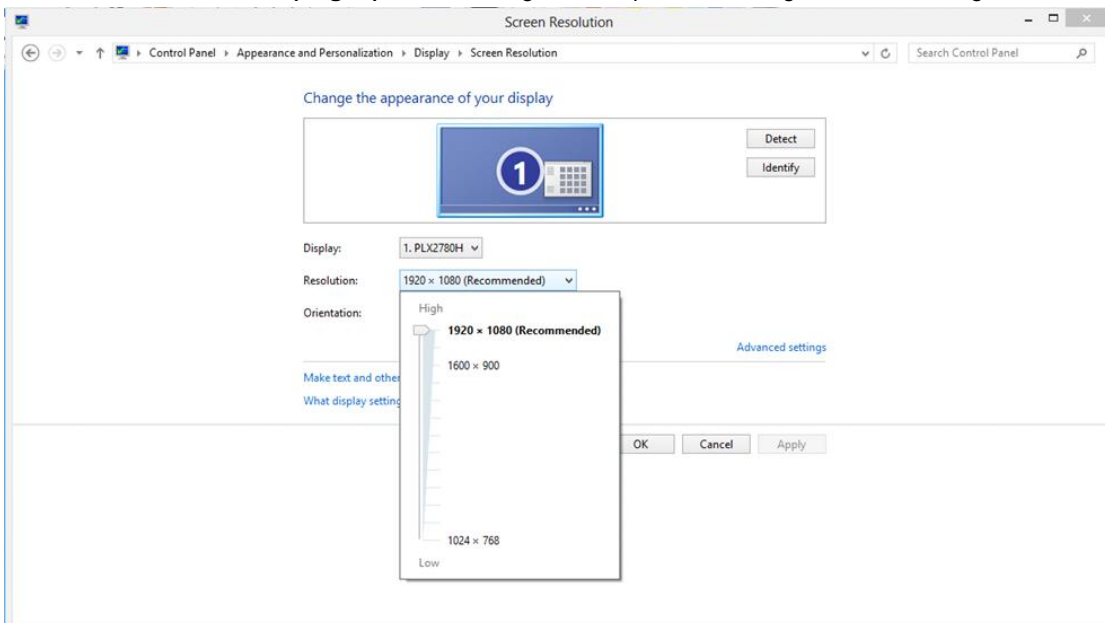 Screen Resolution
Control Panel Appearance and Personalization Display Screen Resolution
Search Control Panel
Change the appearance of your display
1
Detect
Identify
Display: 1. PLX2780H
Resolution: 1920 × 1080 (Recommended)
Orientation:
High
1920 × 1080 (Recommended)
1600 × 900
1024 × 768
Low
Advanced settings
Make text and other
What display setting
OK Cancel Apply